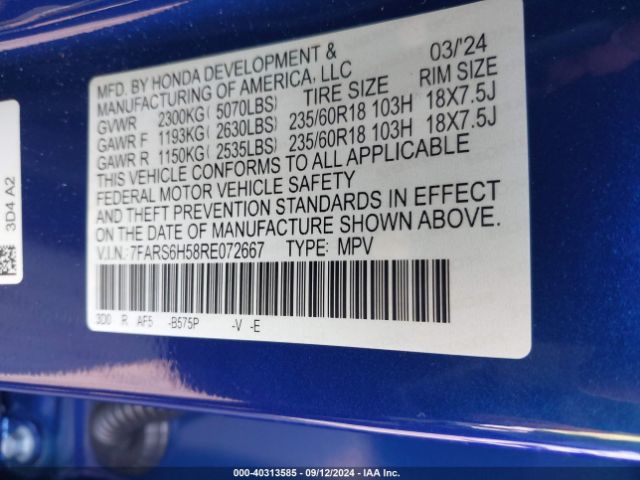 MFD. BY HONDA DEVELOPMENT & 03/'24
MANUFACTURING OF AMERICA, LLC
GVWR 2300KG( 5070LBS) TIRE SIZE RIM SIZE
GAWR F 1193KG( 2630LBS) 235/60R18 103H 18X7.5J
GAWR R 1150KG( 2535LBS) 235/60R18 103H 18X7.5J
THIS VEHICLE CONFORMS TO ALL APPLICABLE
FEDERAL MOTOR VEHICLE SAFETY
AND THEFT PREVENTION STANDARDS IN EFFECT
ON THE DATE OF MANUFACTURE SHOWN ABOVE.
V.I.N.:7FARS6H58RE072667 TYPE: MPV
3D0 R AF5 -B575P -V -E
3D4 A2
000-40313585 - 09/12/2024 - IAA Inc.